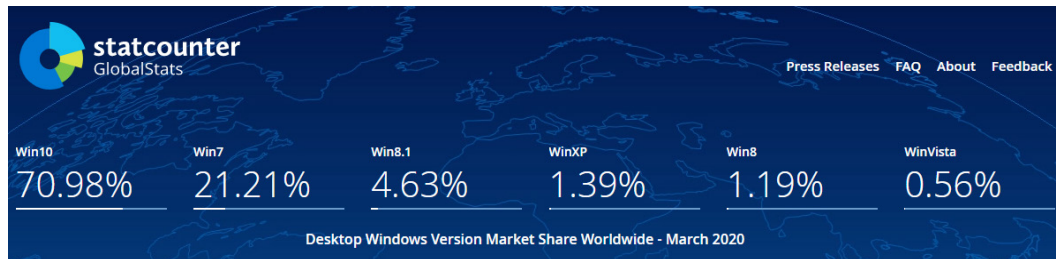 statcounter
GlobalStats
Press Releases FAQ About Feedback
Win10 Win7 Win8.1 WinXP Win8 WinVista
70.98% 21.21% 4.63% 1.39% 1.19% 0.56%
Desktop Windows Version Market Share Worldwide - March 2020